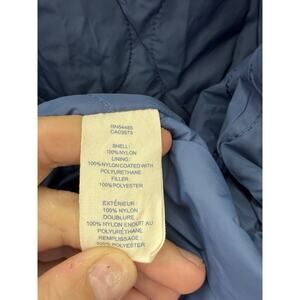 RN54485
CA03673
SHELL:
100%NYLON
LINING:
100%NYLON COATED WITH
POLYURETHANE
FILLER:
100%POLYESTER
EXTÉRIEUR:
100% NYLON
DOUBLURE:
100% NYLON ENDUIT AU
POLYURÉTHANE
REMPLISSAGE:
100% POLYESTER